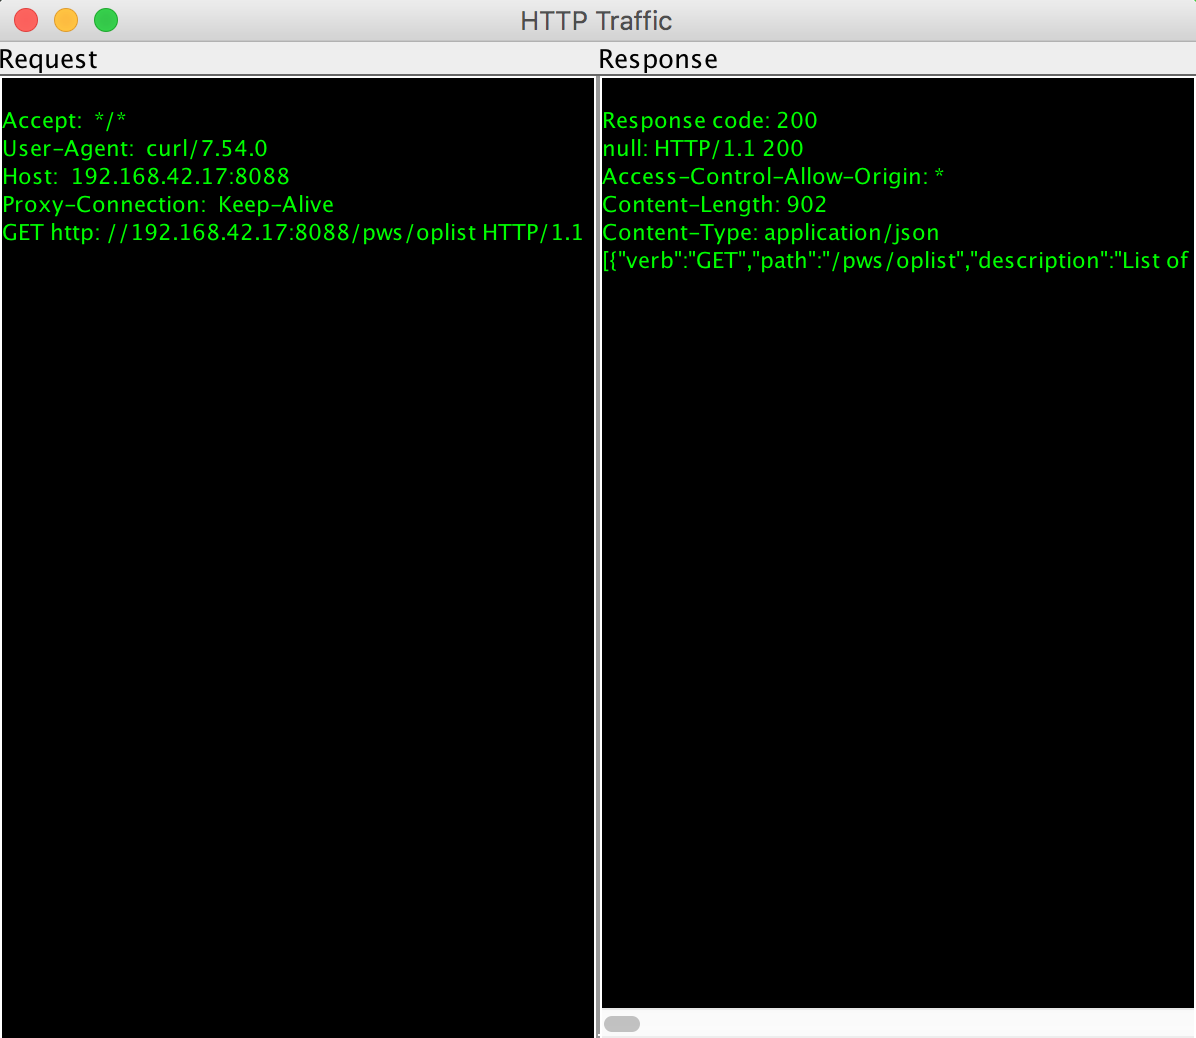 HTTP Traffic
Request
Accept:  */*
User-Agent:  curl/7.54.0
Host:  192.168.42.17:8088
Proxy-Connection:  Keep-Alive
GET http: //192.168.42.17:8088/pws/oplist HTTP/1.1
Response
Response code: 200
null: HTTP/1.1 200
Access-Control-Allow-Origin: *
Content-Length: 902
Content-Type: application/json
[{"verb":"GET","path":"/pws/oplist","description":"List of